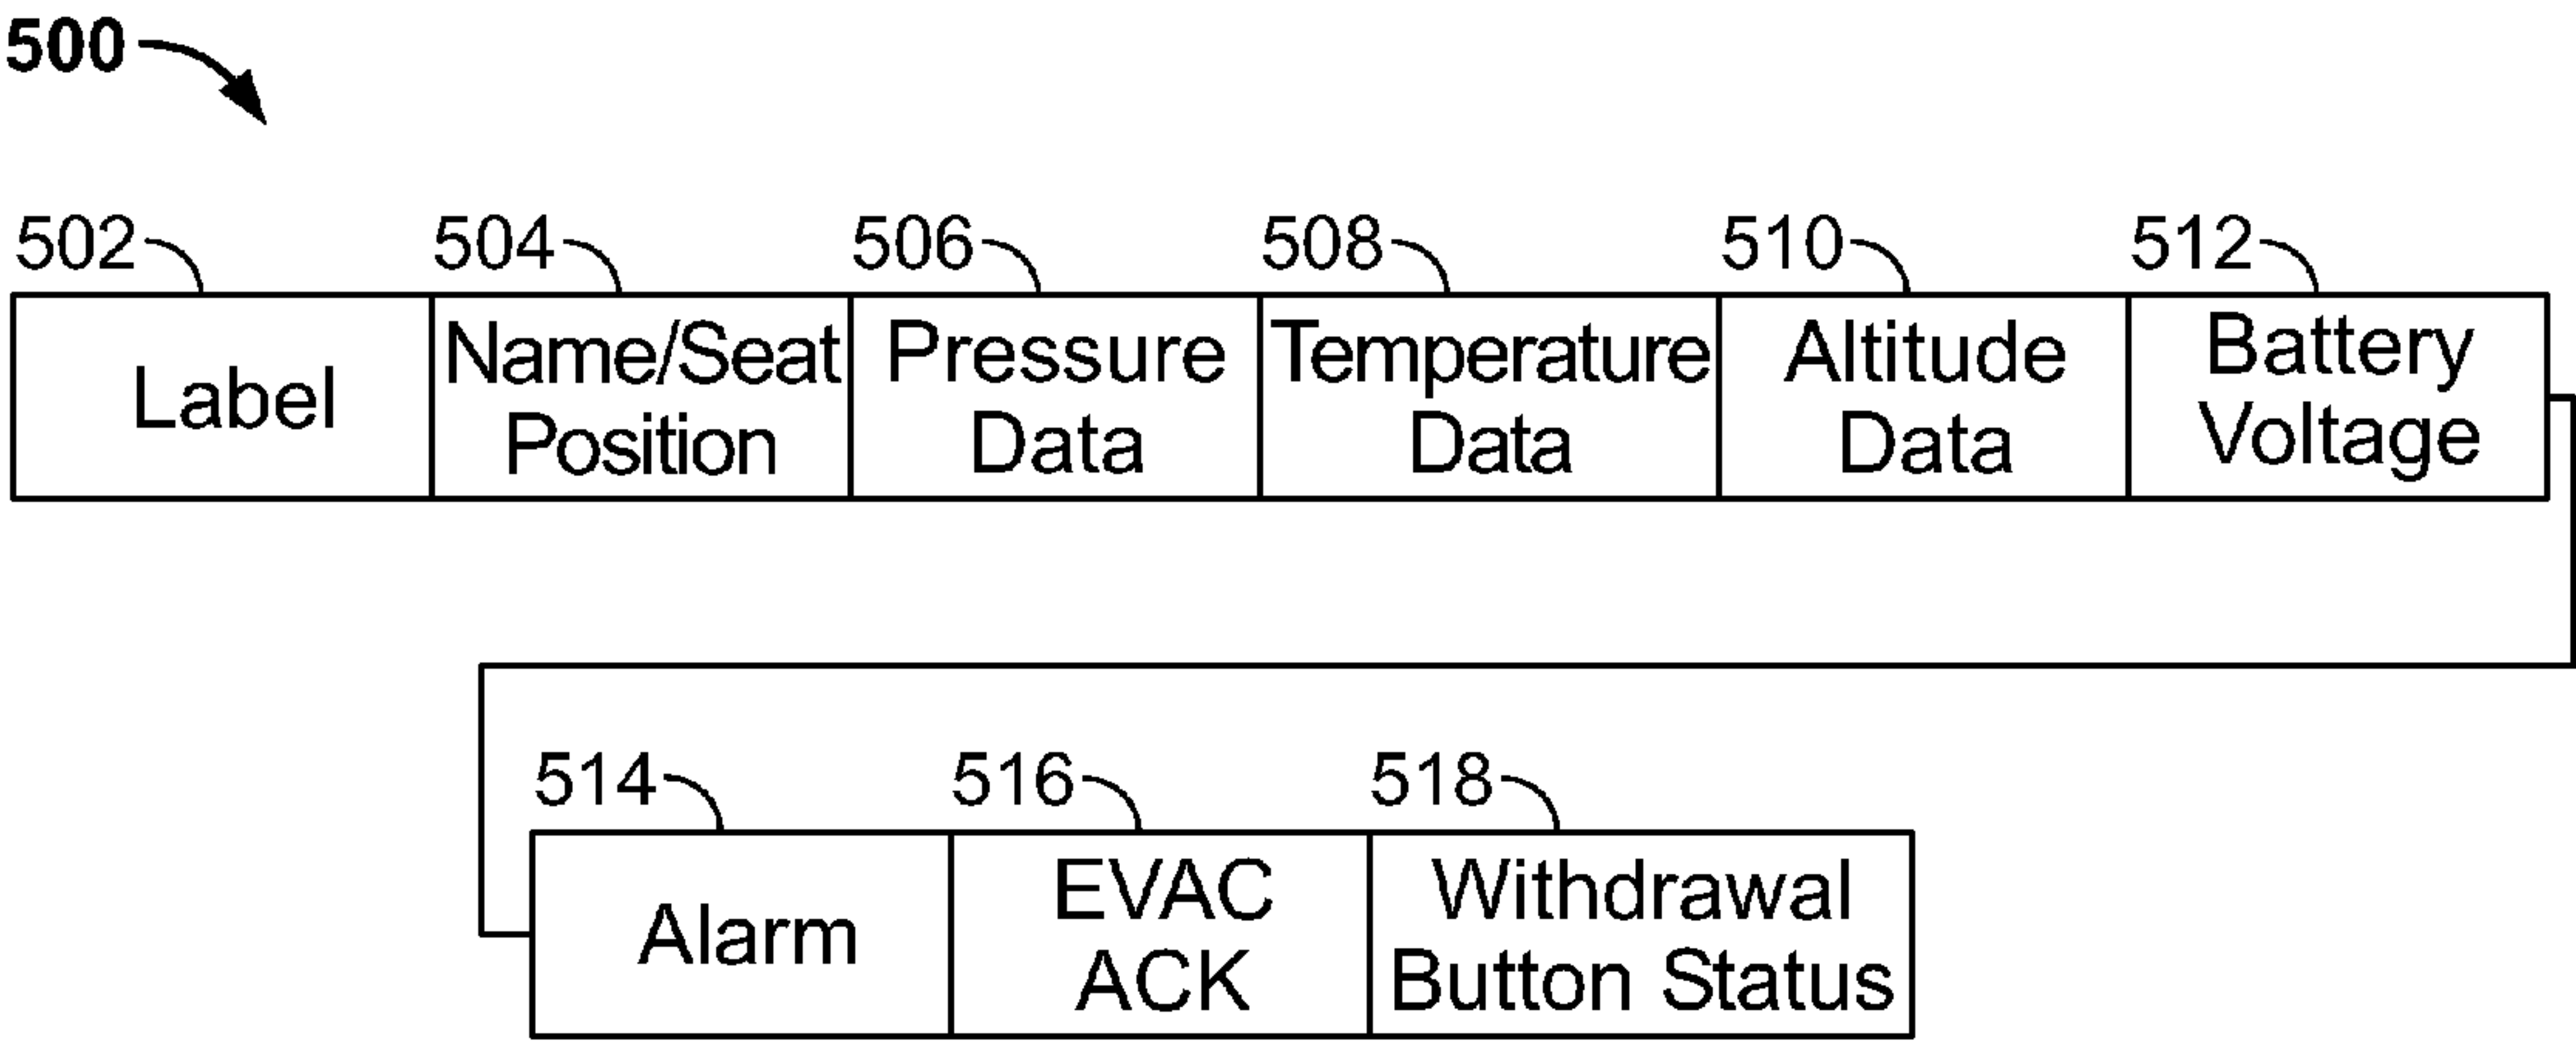 500
502 504 506 508 510 512
Label
Name/Seat
Position
Pressure
Data
Temperature
Data
Altitude
Data
Battery
Voltage
514 516 518
Alarm
EVAC
ACK
Withdrawal
Button Status